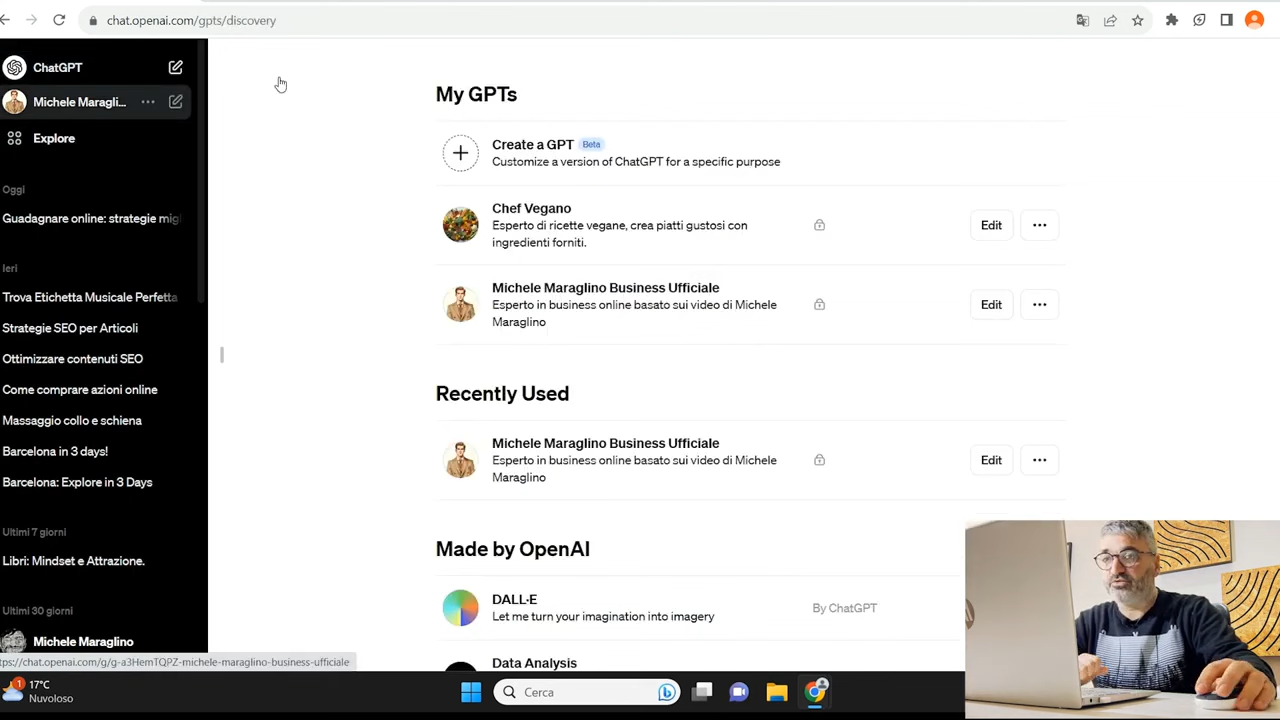 chat.openai.com/gpts/discovery
ChatGPT
Michele Maragli...
Explore
Oggi
Guadagnare online: strategie mig
Ieri
Trova Etichetta Musicale Perfetta
Strategie SEO per Articoli
Ottimizzare contenuti SEO
Come comprare azioni online
Massaggio collo e schiena
Barcelona in 3 days!
Barcelona: Explore in 3 Days
Ultimi 7 giorni
Libri: Mindset e Attrazione.
Ultimi 30 giorni
Michele Maraglino
tps://chat.openai.com/g/g-a3HemTQPZ-michele-maraglino-business-ufficiale
My GPTs
Create a GPT Beta
Customize a version of ChatGPT for a specific purpose
Chef Vegano
Esperto di ricette vegane, crea piatti gustosi con
ingredienti forniti.
Edit
Michele Maraglino Business Ufficiale
Esperto in business online basato sui video di Michele
Maraglino
Edit
Recently Used
Michele Maraglino Business Ufficiale
Esperto in business online basato sui video di Michele
Maraglino
Edit
Made by OpenAI
DALL·E
Let me turn your imagination into imagery
By ChatGPT
Data Analysis
1
17°C
Nuvoloso
Cerca